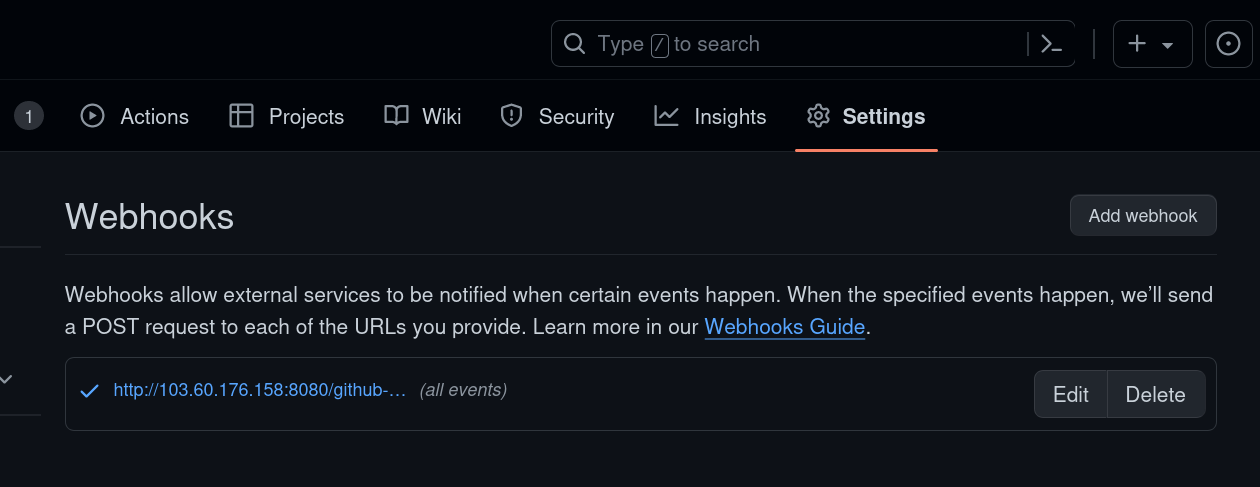 Type / to search
1 Actions Projects Wiki Security Insights Settings
Webhooks
Add webhook
Webhooks allow external services to be notified when certain events happen. When the specified events happen, we’ll send
a POST request to each of the URLs you provide. Learn more in our Webhooks Guide.
http://103.60.176.158:8080/github-… (all events)
Edit Delete